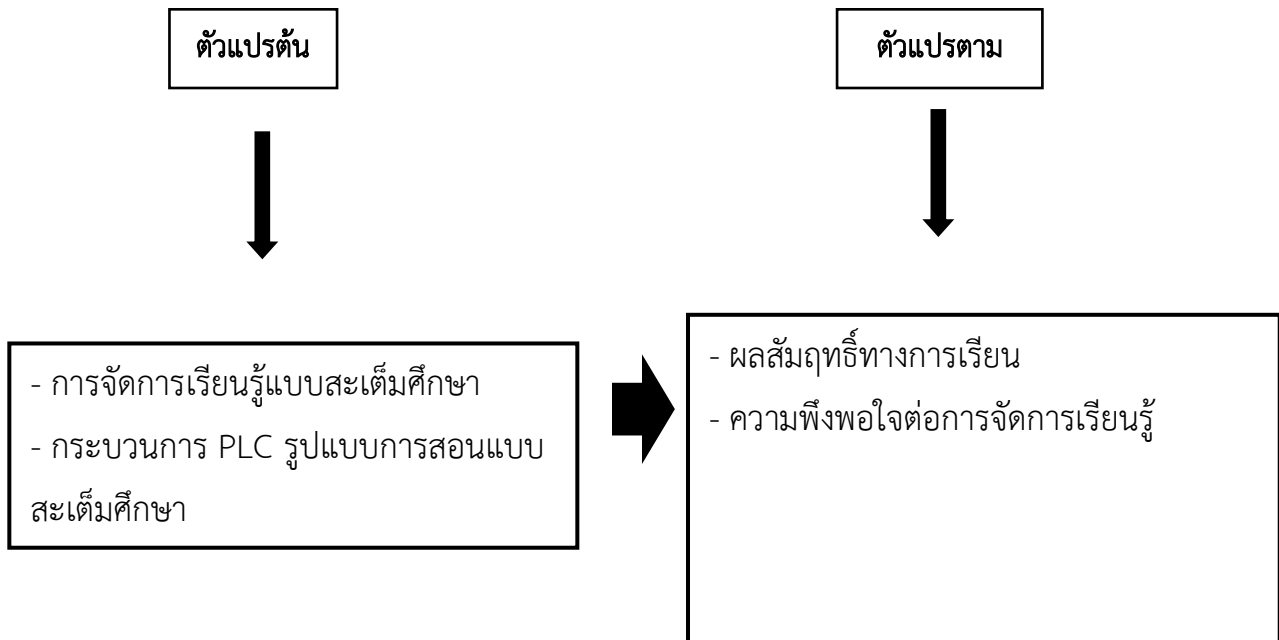 ตัวแปรต้น
ตัวแปรตาม
- การจัดการเรียนรู้แบบสะเต็มศึกษา
- กระบวนการ PLC รูปแบบการสอนแบบ
สะเต็มศึกษา
- ผลสัมฤทธิ์ทางการเรียน
- ความพึงพอใจต่อการจัดการเรียนรู้